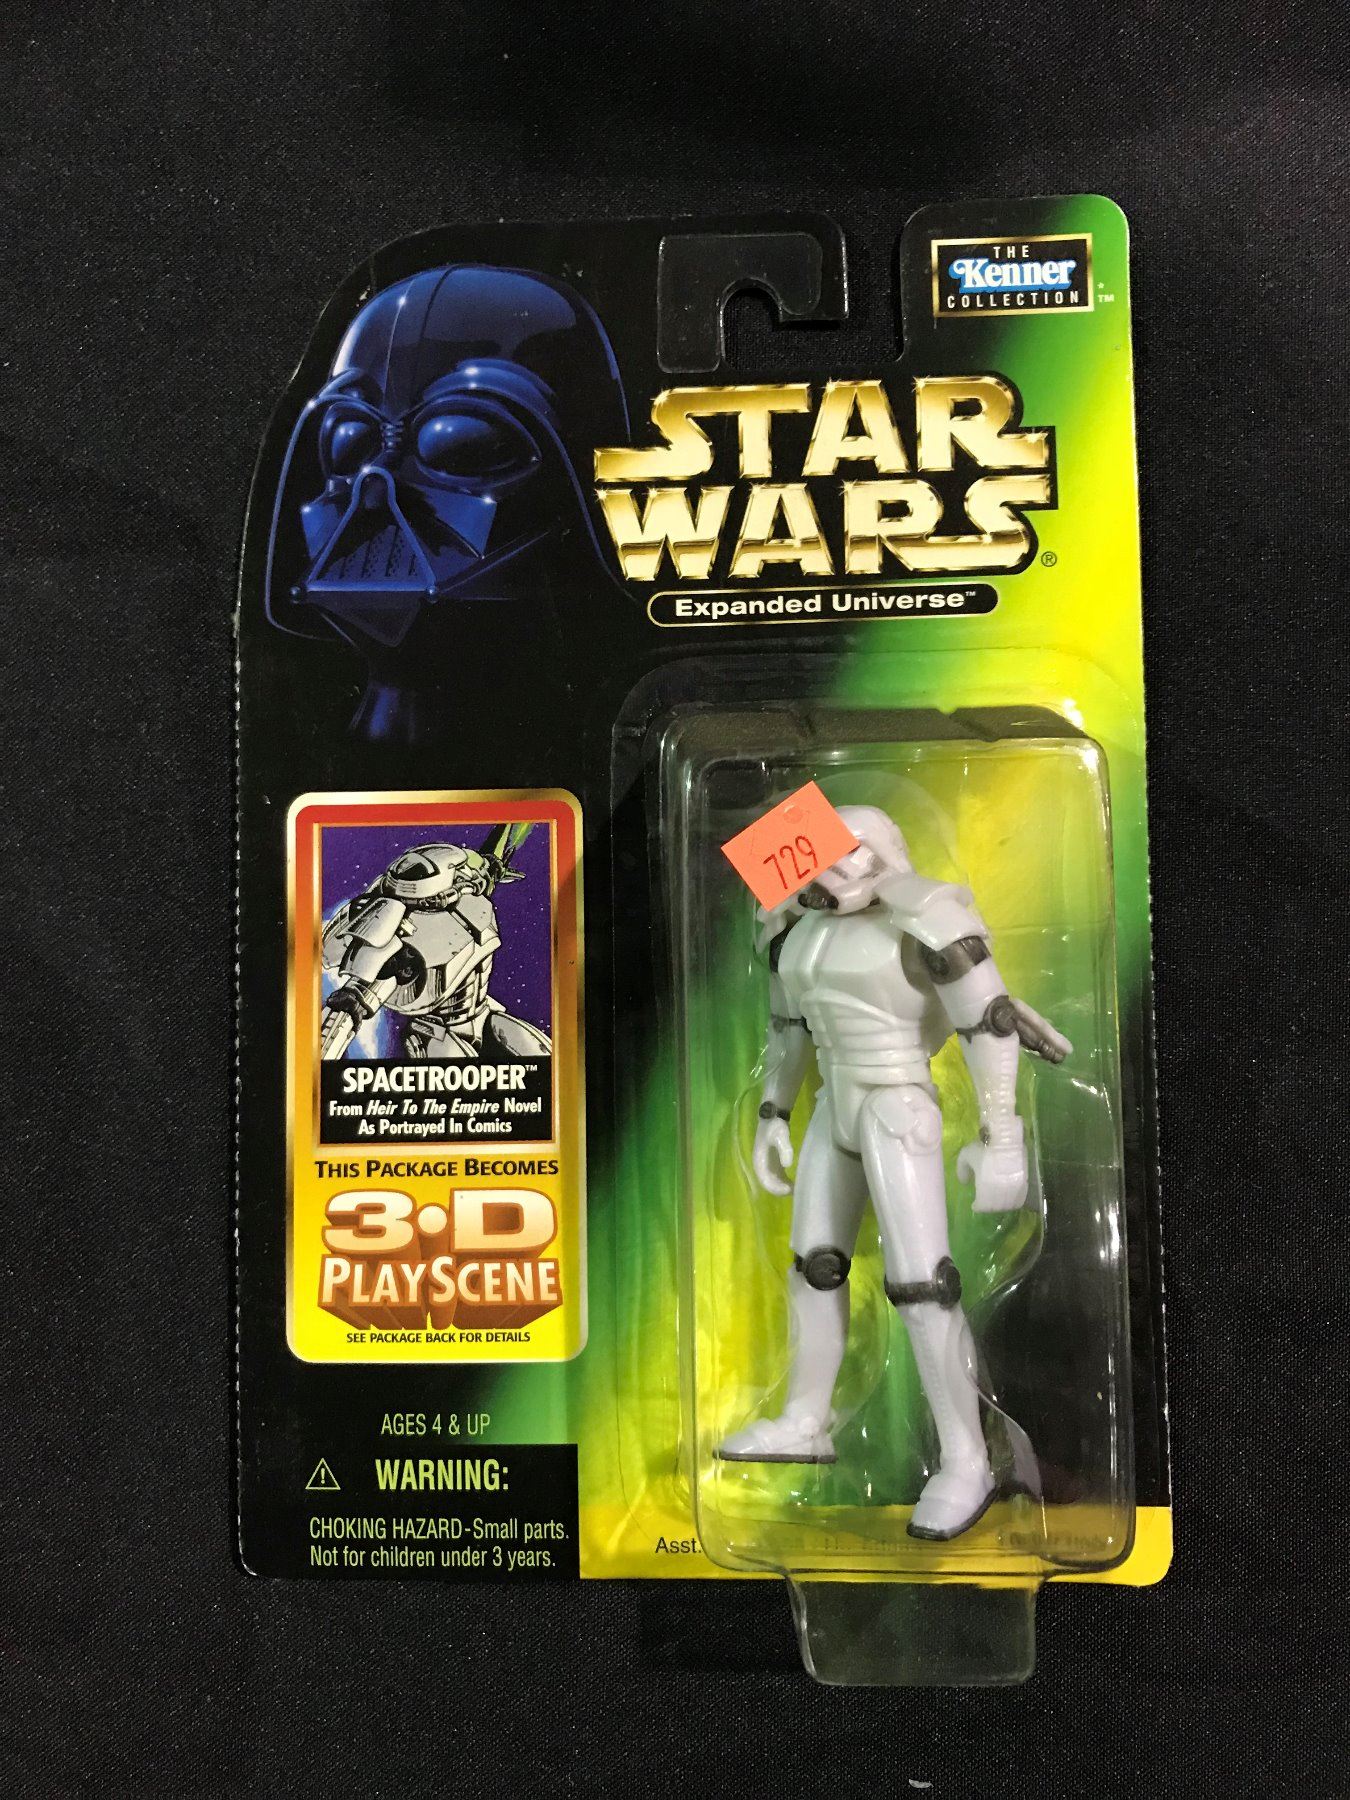 THE
Kenner
COLLECTION ™
STAR
WARS ®
Expanded Universe™
729
SPACETROOPER™
From Heir To The Empire Novel
As Portrayed In Comics
THIS PACKAGE BECOMES
3•D
PLAYSCENE
SEE PACKAGE BACK FOR DETAILS
AGES 4 & UP
WARNING:
CHOKING HAZARD-Small parts.
Not for children under 3 years.
Asst.